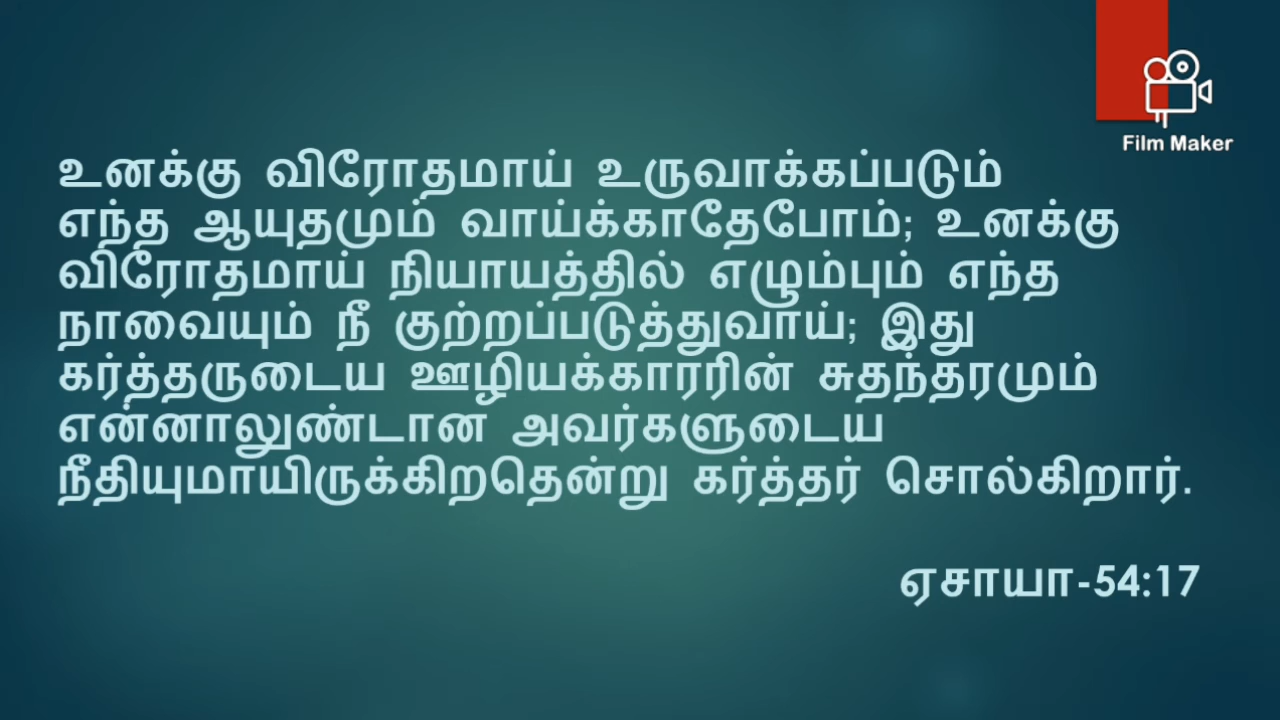 Film Maker
உனக்கு விரோதமாய் உருவாக்கப்படும்
எந்த ஆயுதமும் வாய்க்காதேபோம்; உனக்கு
விரோதமாய் நியாயத்தில் எழும்பும் எந்த
நாவையும் நீ குற்றப்படுத்துவாய்; இது
கர்த்தருடைய ஊழியக்காரரின் சுதந்தரமும்
என்னாலுண்டான அவர்களுடைய
நீதியுமாயிருக்கிறதென்று கர்த்தர் சொல்கிறார்.
ஏசாயா-54:17